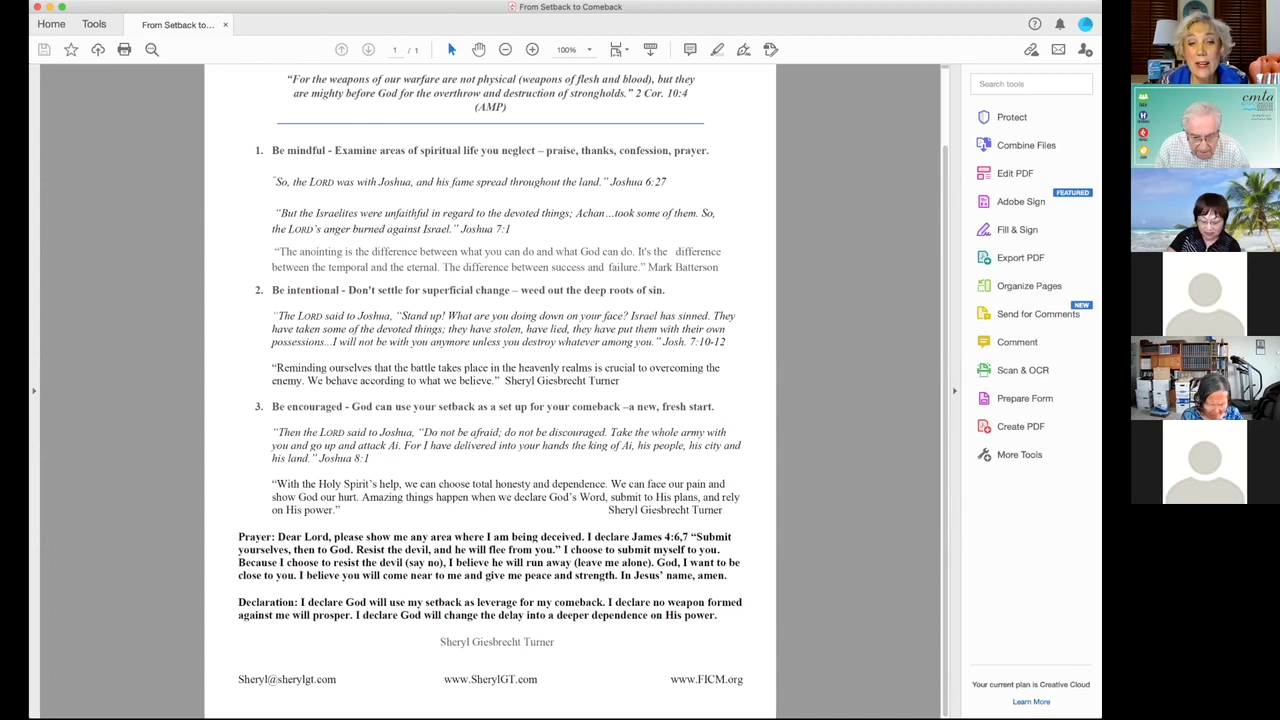 From Setback to Comeback
Home
Tools
From Setback to... ×
1 / 1
100%
“For the weapons of our warfare are not physical (weapons of flesh and blood), but they
are mighty before God for the overthrow and destruction of strongholds.” 2 Cor. 10:4
(AMP)
1. Be mindful - Examine areas of spiritual life you neglect – praise, thanks, confession, prayer.
“So, the LORD was with Joshua, and his fame spread throughout the land.” Joshua 6:27
“But the Israelites were unfaithful in regard to the devoted things; Achan…took some of them. So,
the LORD’s anger burned against Israel.” Joshua 7:1
“The anointing is the difference between what you can do and what God can do. It's the difference
between the temporal and the eternal. The difference between success and failure.” Mark Batterson
2. Be intentional - Don't settle for superficial change – weed out the deep roots of sin.
“The LORD said to Joshua, “Stand up! What are you doing down on your face? Israel has sinned. They
have taken some of the devoted things; they have stolen, have lied, they have put them with their own
possessions...I will not be with you anymore unless you destroy whatever among you.” Josh. 7:10-12
“Reminding ourselves that the battle takes place in the heavenly realms is crucial to overcoming the
enemy. We behave according to what we believe.” Sheryl Giesbrecht Turner
3. Be encouraged - God can use your setback as a set up for your comeback –a new, fresh start.
“Then the LORD said to Joshua, “Do not be afraid; do not be discouraged. Take the whole army with
you and go up and attack Ai. For I have delivered into your hands the king of Ai, his people, his city and
his land.” Joshua 8:1
“With the Holy Spirit’s help, we can choose total honesty and dependence. We can face our pain and
show God our hurt. Amazing things happen when we declare God’s Word, submit to His plans, and rely
on His power.” Sheryl Giesbrecht Turner
Prayer: Dear Lord, please show me any area where I am being deceived. I declare James 4:6,7 “Submit
yourselves, then to God. Resist the devil, and he will flee from you.” I choose to submit myself to you.
Because I choose to resist the devil (say no), I believe he will run away (leave me alone). God, I want to be
close to you. I believe you will come near to me and give me peace and strength. In Jesus’ name, amen.
Declaration: I declare God will use my setback as leverage for my comeback. I declare no weapon formed
against me will prosper. I declare God will change the delay into a deeper dependence on His power.
Sheryl Giesbrecht Turner
Sheryl@sherylgt.com www.SherylGT.com www.FICM.org
Search tools
Protect
Combine Files
Edit PDF
FEATURED
Adobe Sign
Fill & Sign
Export PDF
Organize Pages
NEW
Send for Comments
Comment
Scan & OCR
Prepare Form
Create PDF
More Tools
Your current plan is Creative Cloud
Learn More
cmta